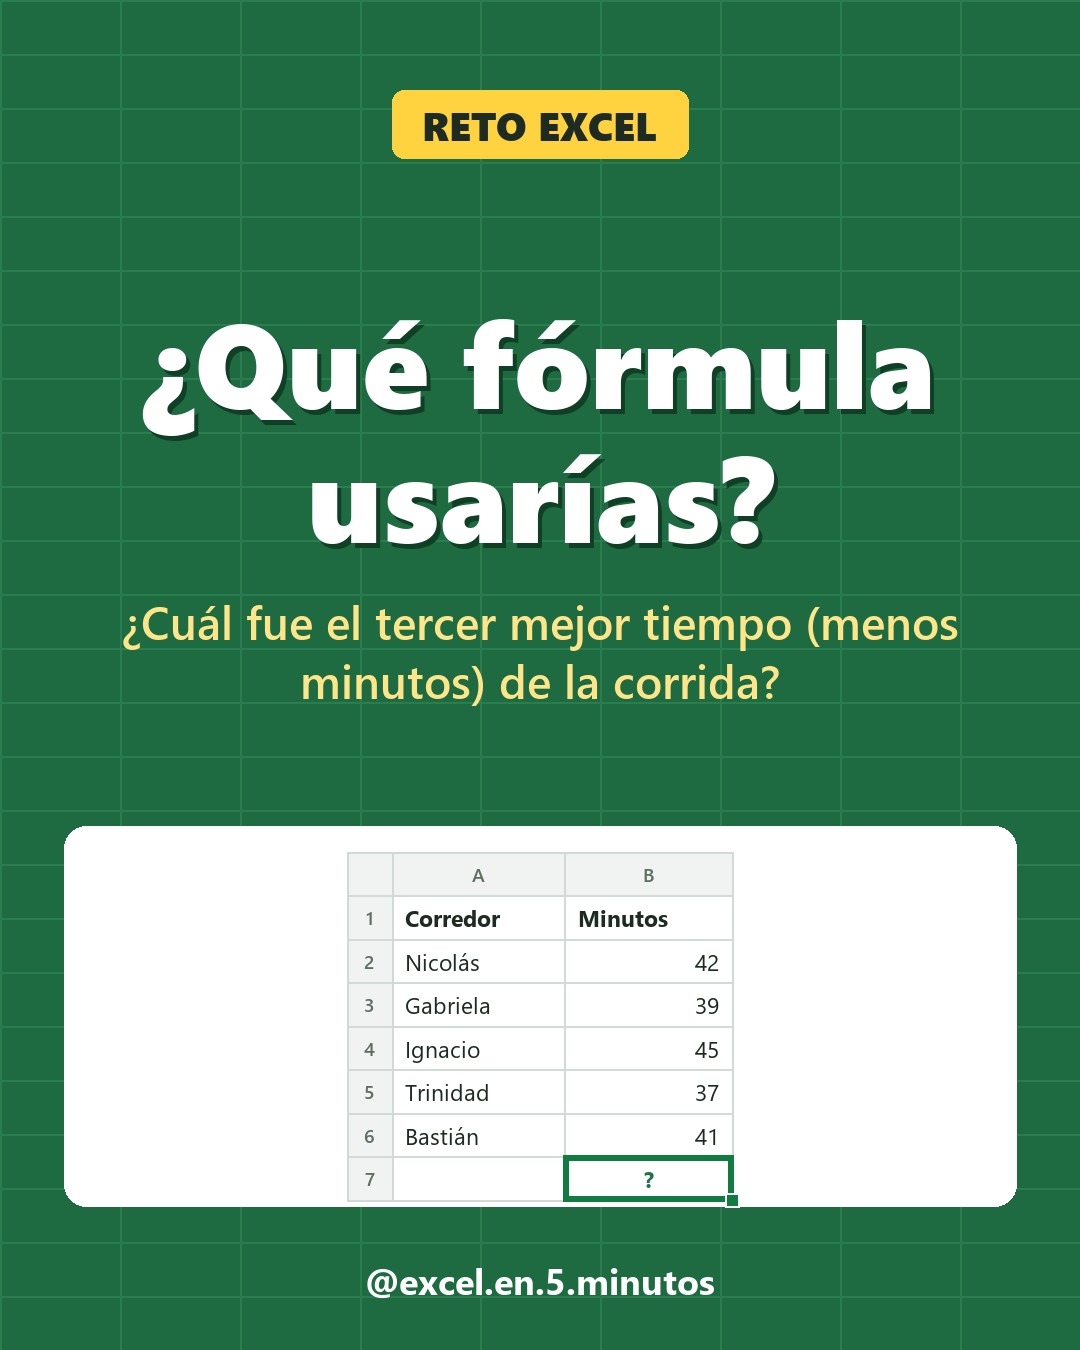 RETO EXCEL
¿Qué fórmula
usarías?
¿Cuál fue el tercer mejor tiempo (menos
minutos) de la corrida?
A B
1 Corredor Minutos
2 Nicolás 42
3 Gabriela 39
4 Ignacio 45
5 Trinidad 37
6 Bastián 41
7 ?
@excel.en.5.minutos